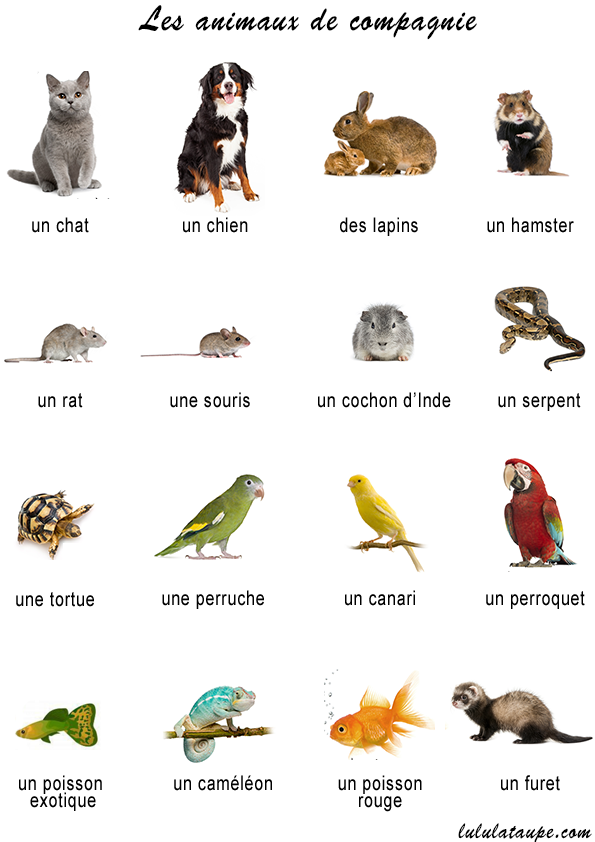 Les animaux de compagnie
un chat
un chien
des lapins
un hamster
un rat
une souris
un cochon d'Inde
un serpent
une tortue
une perruche
un canari
un perroquet
un poisson
exotique
un caméléon
un poisson
rouge
un furet
lululataupe.com